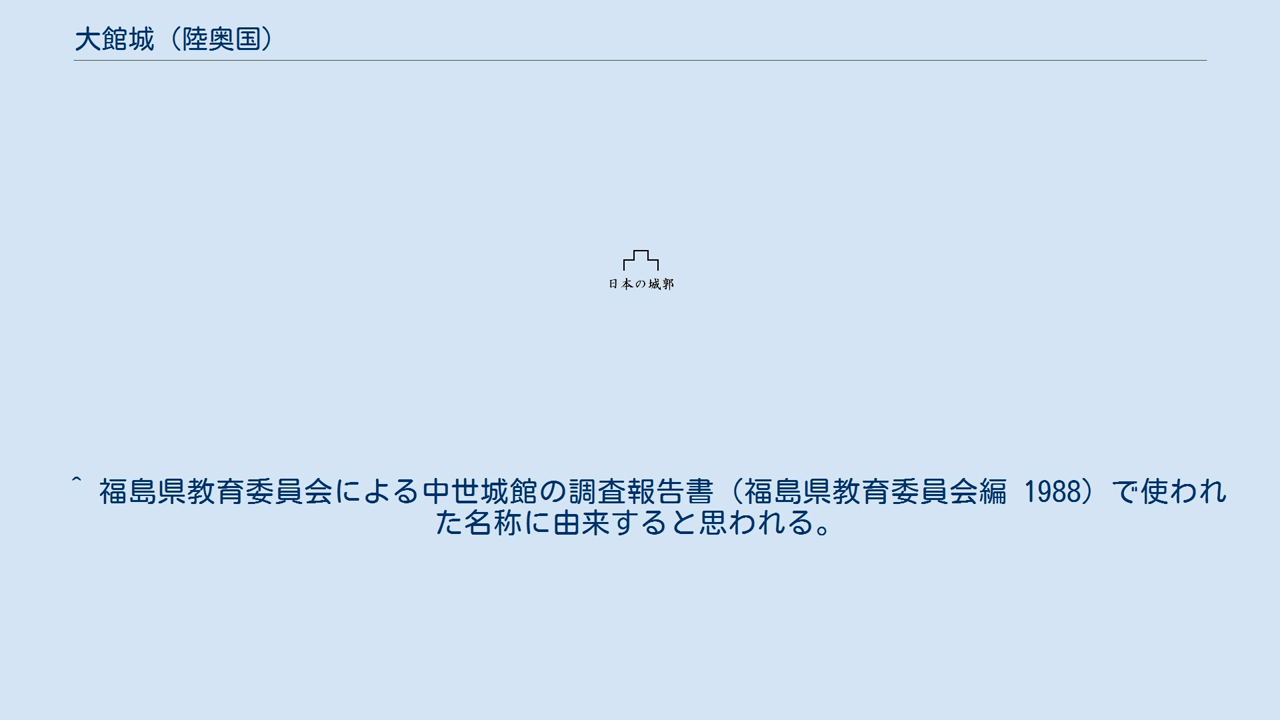 大館城（陸奥国）
日本の城郭
^ 福島県教育委員会による中世城館の調査報告書（福島県教育委員会編 1988）で使われ
た名称に由来すると思われる。